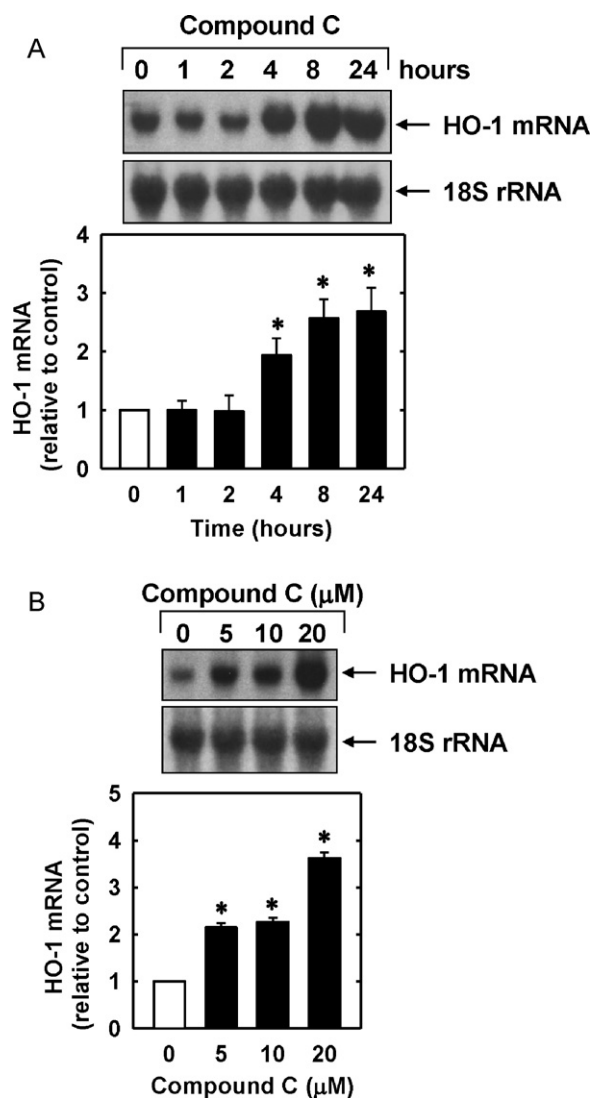 A
Compound C
0 1 2 4 8 24 hours
HO-1 mRNA
18S rRNA
HO-1 mRNA
(relative to control)
4
3
2
1
0
* * *
0 1 2 4 8 24
Time (hours)
B
Compound C (μM)
0 5 10 20
HO-1 mRNA
18S rRNA
HO-1 mRNA
(relative to control)
5
4
3
2
1
0
* * *
0 5 10 20
Compound C (μM)